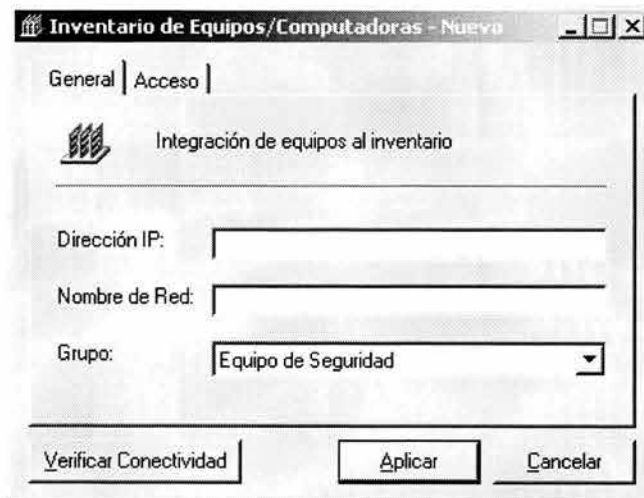 Inventario de Equipos/Computadoras - Nuevo
General Acceso
Integración de equipos al inventario
Dirección IP:
Nombre de Red:
Grupo: Equipo de Seguridad
Verificar Conectividad Aplicar Cancelar